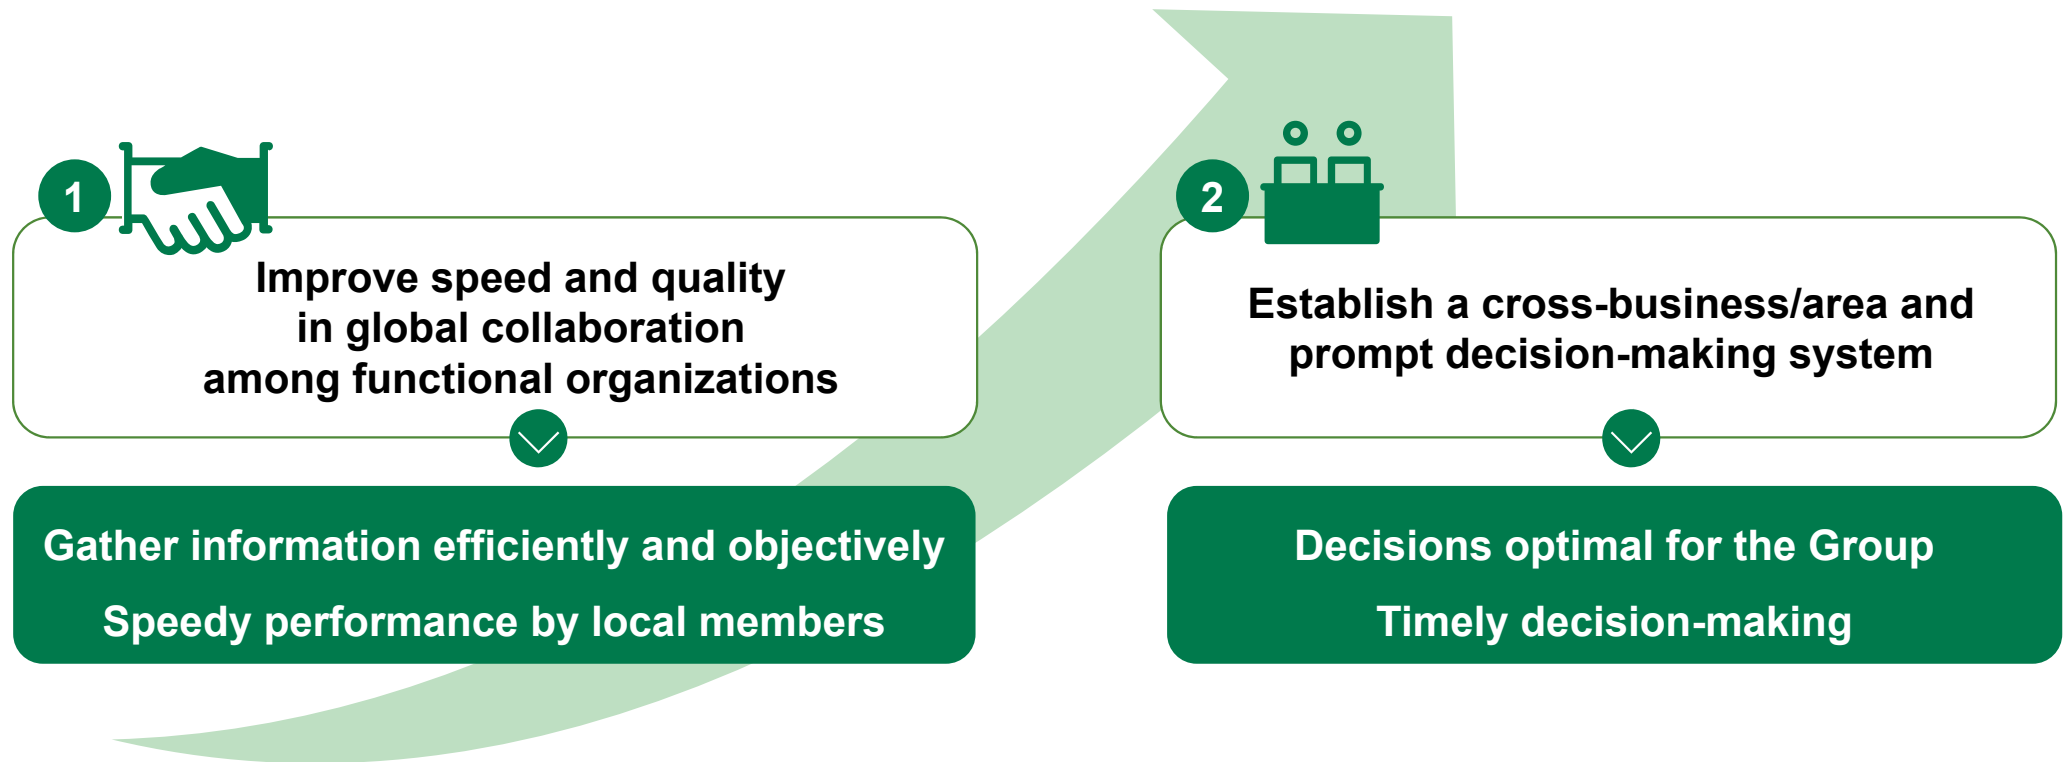 1
Improve speed and quality
in global collaboration
among functional organizations
Gather information efficiently and objectively
Speedy performance by local members
2
Establish a cross-business/area and
prompt decision-making system
Decisions optimal for the Group
Timely decision-making